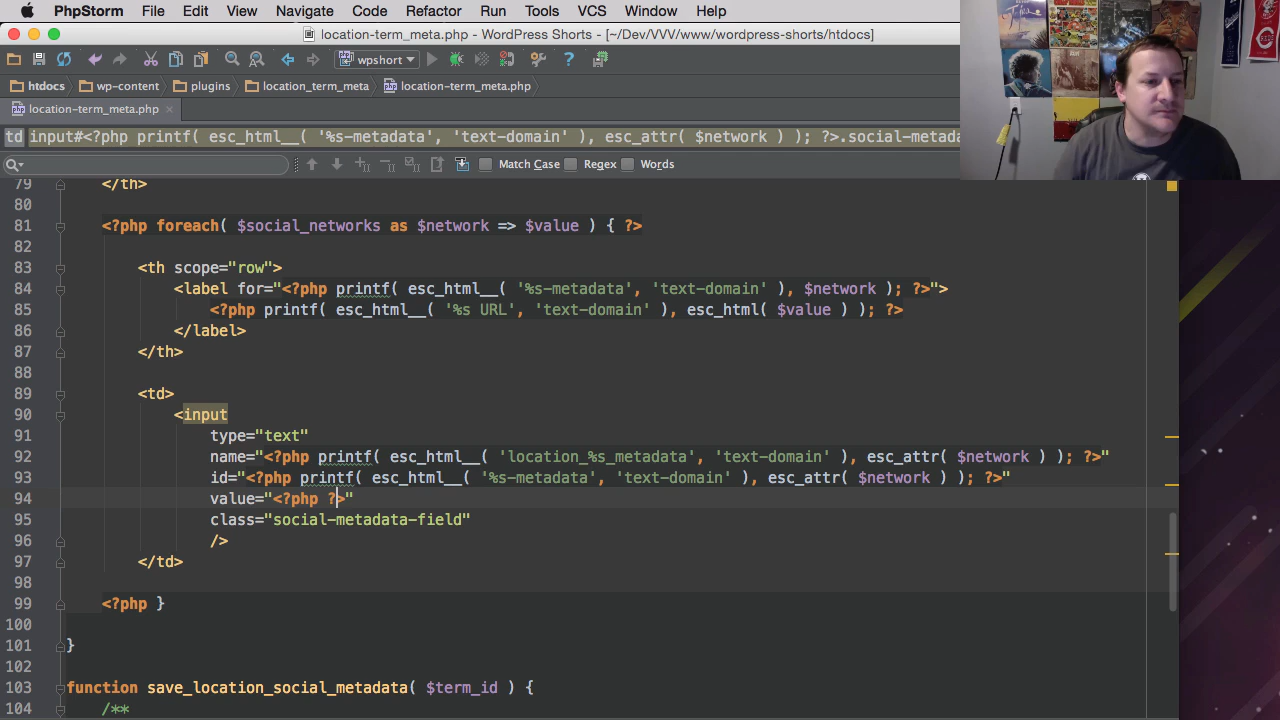 PhpStorm File Edit View Navigate Code Refactor Run Tools VCS Window Help
location-term_meta.php - WordPress Shorts - [~/Dev/VVV/www/wordpress-shorts/htdocs]
wpshort
htdocs wp-content plugins location_term_meta location-term_meta.php
location-term_meta.php
td input#<?php printf( esc_html__( '%s-metadata', 'text-domain' ), esc_attr( $network ) ); ?>.social-metada
Match Case Regex Words
79 </th>
80
81 <?php foreach( $social_networks as $network => $value ) { ?>
82
83 <th scope="row">
84 <label for="<?php printf( esc_html__( '%s-metadata', 'text-domain' ), $network ); ?>">
85 <?php printf( esc_html__( '%s URL', 'text-domain' ), esc_html( $value ) ); ?>
86 </label>
87 </th>
88
89 <td>
90 <input
91 type="text"
92 name="<?php printf( esc_html__( 'location_%s_metadata', 'text-domain' ), esc_attr( $network ) ); ?>"
93 id="<?php printf( esc_html__( '%s-metadata', 'text-domain' ), esc_attr( $network ) ); ?>"
94 value="<?php ?>"
95 class="social-metadata-field"
96 />
97 </td>
98
99 <?php }
100
101 }
102
103 function save_location_social_metadata( $term_id ) {
104 /**